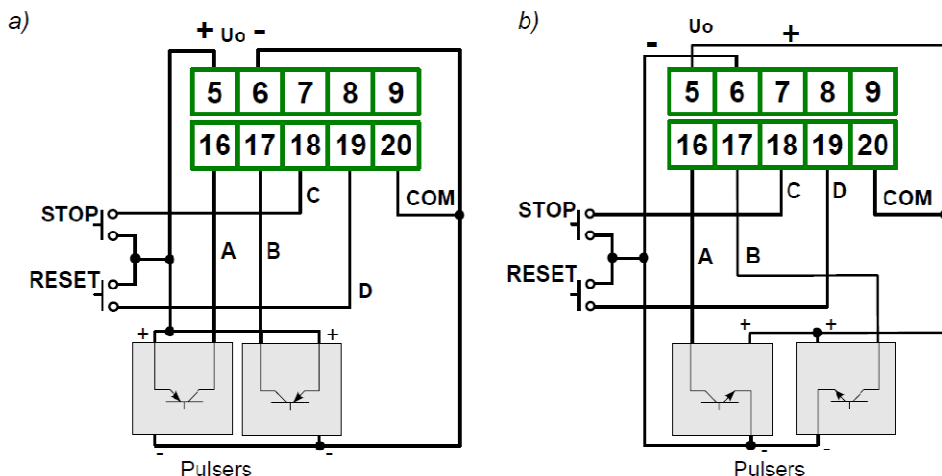 a)
+ Uo -
5 6 7 8 9
16 17 18 19 20
C
COM
STOP
A B
RESET
D
+ +
- -
Pulsers
b)
Uo +
-
5 6 7 8 9
16 17 18 19 20
C D
COM
STOP
A B
RESET
+ +
- -
Pulsers